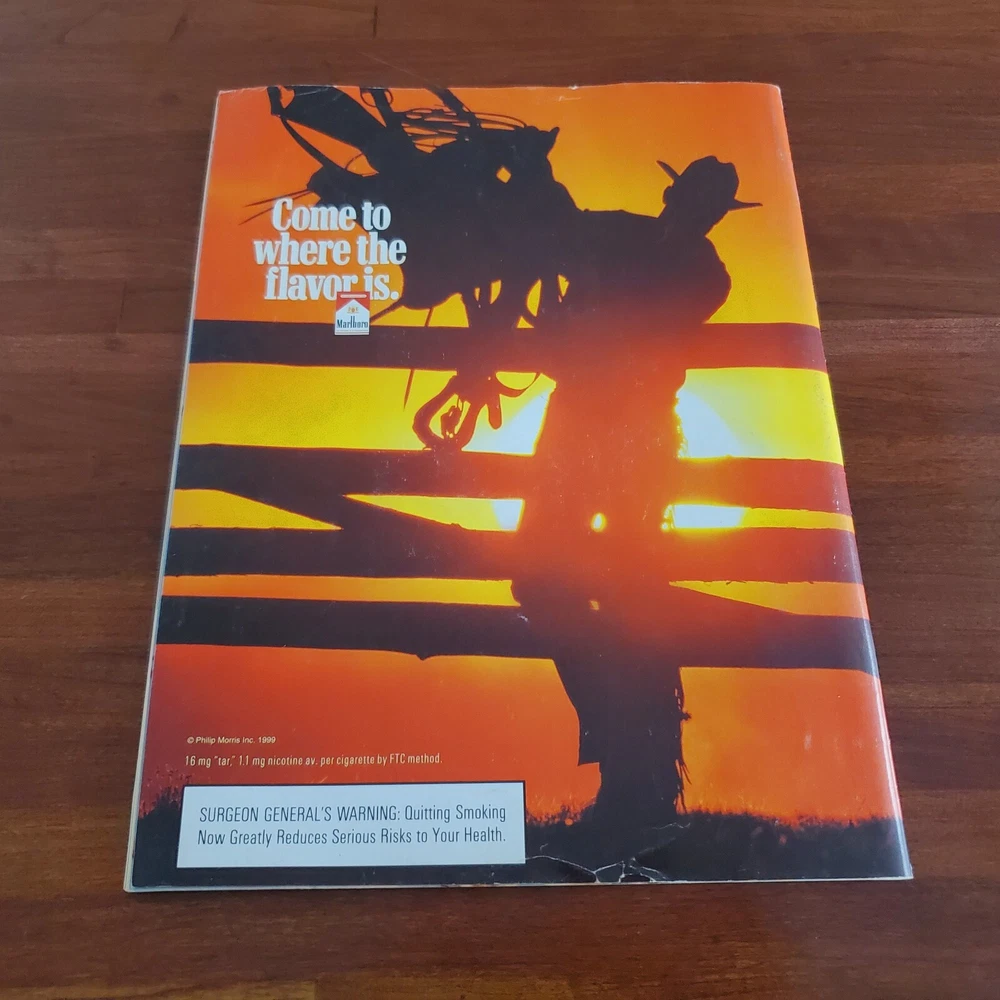 Come to
where the
flavor is.
Marlboro
© Philip Morris Inc. 1999
16 mg "tar," 1.1 mg nicotine av. per cigarette by FTC method.
SURGEON GENERAL'S WARNING: Quitting Smoking
Now Greatly Reduces Serious Risks to Your Health.